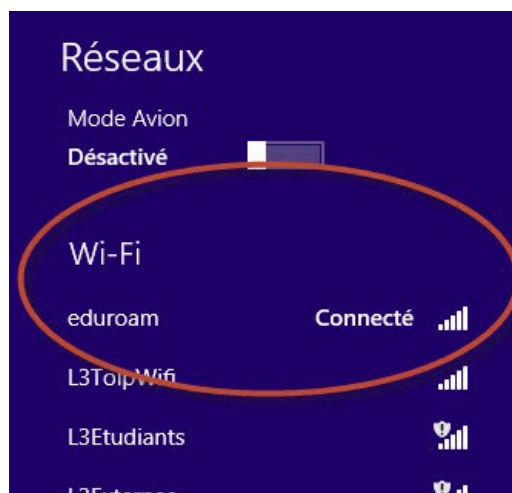 Réseaux
Mode Avion
Désactivé
Wi-Fi
eduroam Connecté
L3ToIpWifi
L3Etudiants